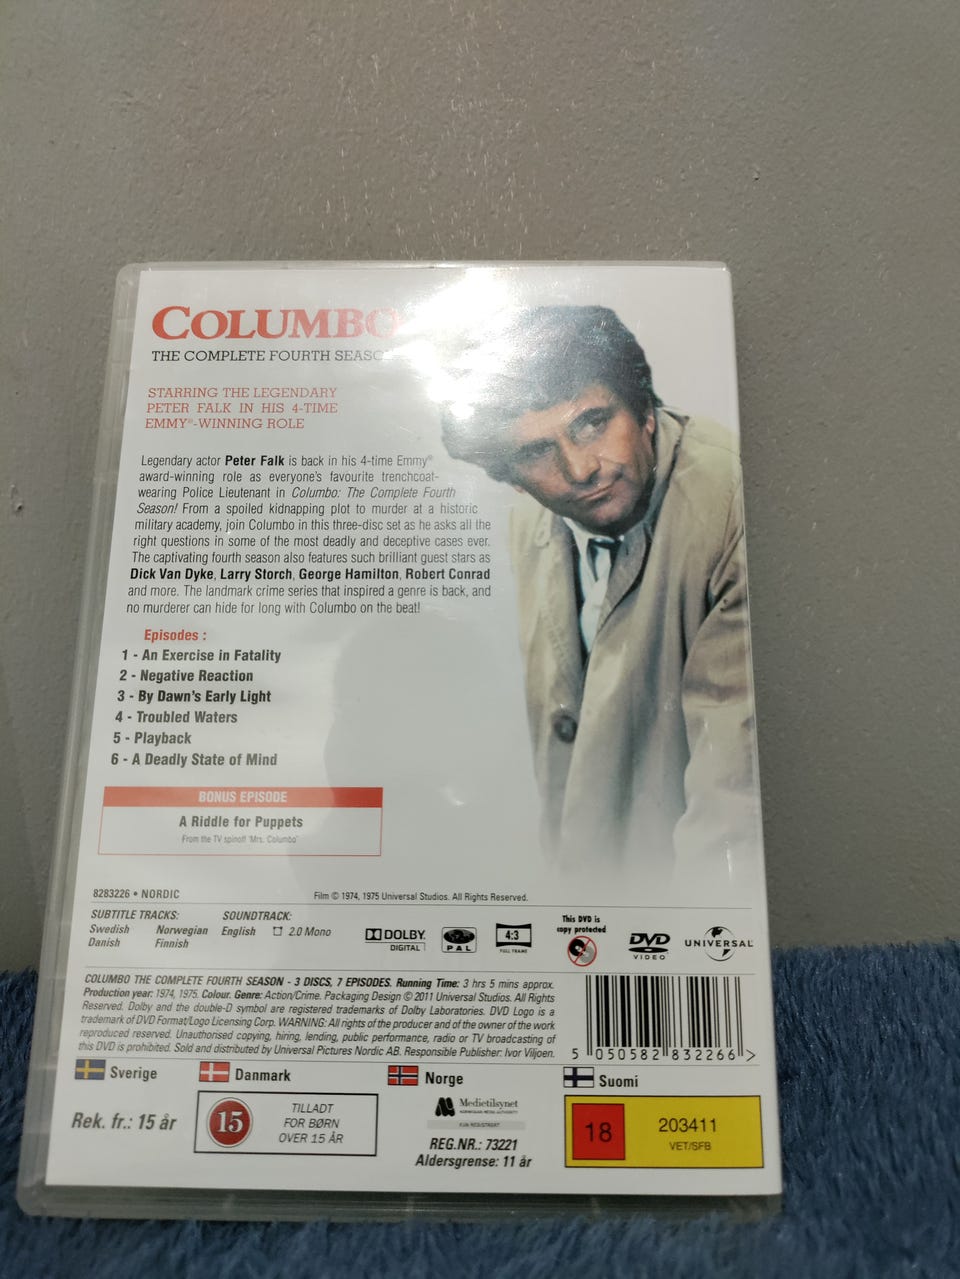 COLUMBO
THE COMPLETE FOURTH SEASON
STARRING THE LEGENDARY
PETER FALK IN HIS 4-TIME
EMMY®-WINNING ROLE
Legendary actor Peter Falk is back in his 4-time Emmy®
award-winning role as everyone's favourite trenchcoat-
wearing Police Lieutenant in Columbo: The Complete Fourth
Season! From a spoiled kidnapping plot to murder at a historic
military academy, join Columbo in this three-disc set as he asks all the
right questions in some of the most deadly and deceptive cases ever.
The captivating fourth season also features such brilliant guest stars as
Dick Van Dyke, Larry Storch, George Hamilton, Robert Conrad
and more. The landmark crime series that inspired a genre is back, and
no murderer can hide for long with Columbo on the beat!
Episodes :
1 - An Exercise in Fatality
2 - Negative Reaction
3 - By Dawn's Early Light
4 - Troubled Waters
5 - Playback
6 - A Deadly State of Mind
BONUS EPISODE
A Riddle for Puppets
From the TV spinoff 'Mrs. Columbo'
8283226 • NORDIC
Film © 1974, 1975 Universal Studios. All Rights Reserved.
SUBTITLE TRACKS:
Swedish Norwegian
Danish Finnish
SOUNDTRACK:
English 2.0 Mono
DOLBY
DIGITAL
PAL
4:3
FULL FRAME
This DVD is
copy protected
DVD
VIDEO
UNIVERSAL
COLUMBO THE COMPLETE FOURTH SEASON - 3 DISCS, 7 EPISODES. Running Time: 3 hrs 5 mins approx.
Production year: 1974, 1975. Colour. Genre: Action/Crime. Packaging Design © 2011 Universal Studios. All Rights
Reserved. Dolby and the double-D symbol are registered trademarks of Dolby Laboratories. DVD Logo is a
trademark of DVD Format/Logo Licensing Corp. WARNING: All rights of the producer and of the owner of the work
reproduced reserved. Unauthorised copying, hiring, lending, public performance, radio or TV broadcasting of
this DVD is prohibited. Sold and distributed by Universal Pictures Nordic AB. Responsible Publisher: Ivor Viljoen.
5 050582 832266 >
Sverige
Rek. fr.: 15 år
Danmark
15
TILLADT
FOR BØRN
OVER 15 ÅR
Norge
Medietilsynet
NORWEGIAN MEDIA AUTHORITY
REG.NR.: 73221
Aldersgrense: 11 år
Suomi
18
203411
VET/SFB